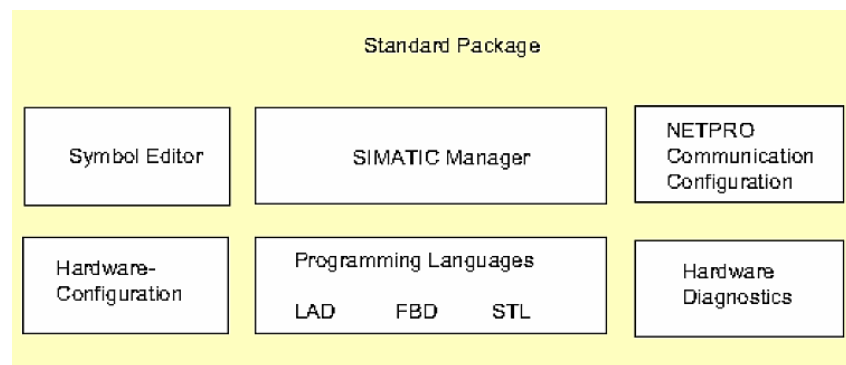 Standard Package
Symbol Editor
SIMATIC Manager
NETPRO
Communication
Configuration
Hardware-
Configuration
Programming Languages
LAD FBD STL
Hardware
Diagnostics